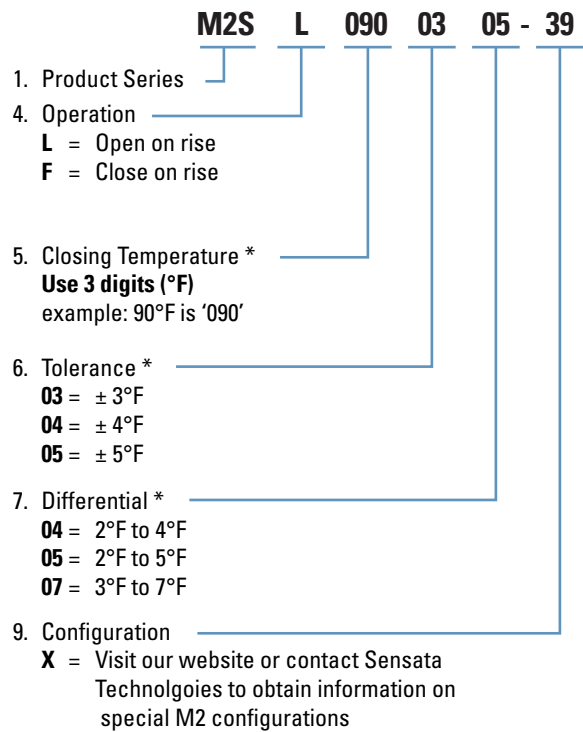 M2S L 090 03 05 - 39
1. Product Series
4. Operation
L = Open on rise
F = Close on rise
5. Closing Temperature *
Use 3 digits (°F)
example: 90°F is ‘090’
6. Tolerance *
03 = ± 3°F
04 = ± 4°F
05 = ± 5°F
7. Differential *
04 = 2°F to 4°F
05 = 2°F to 5°F
07 = 3°F to 7°F
9. Configuration
X = Visit our website or contact Sensata
Technolgoies to obtain information on
special M2 configurations